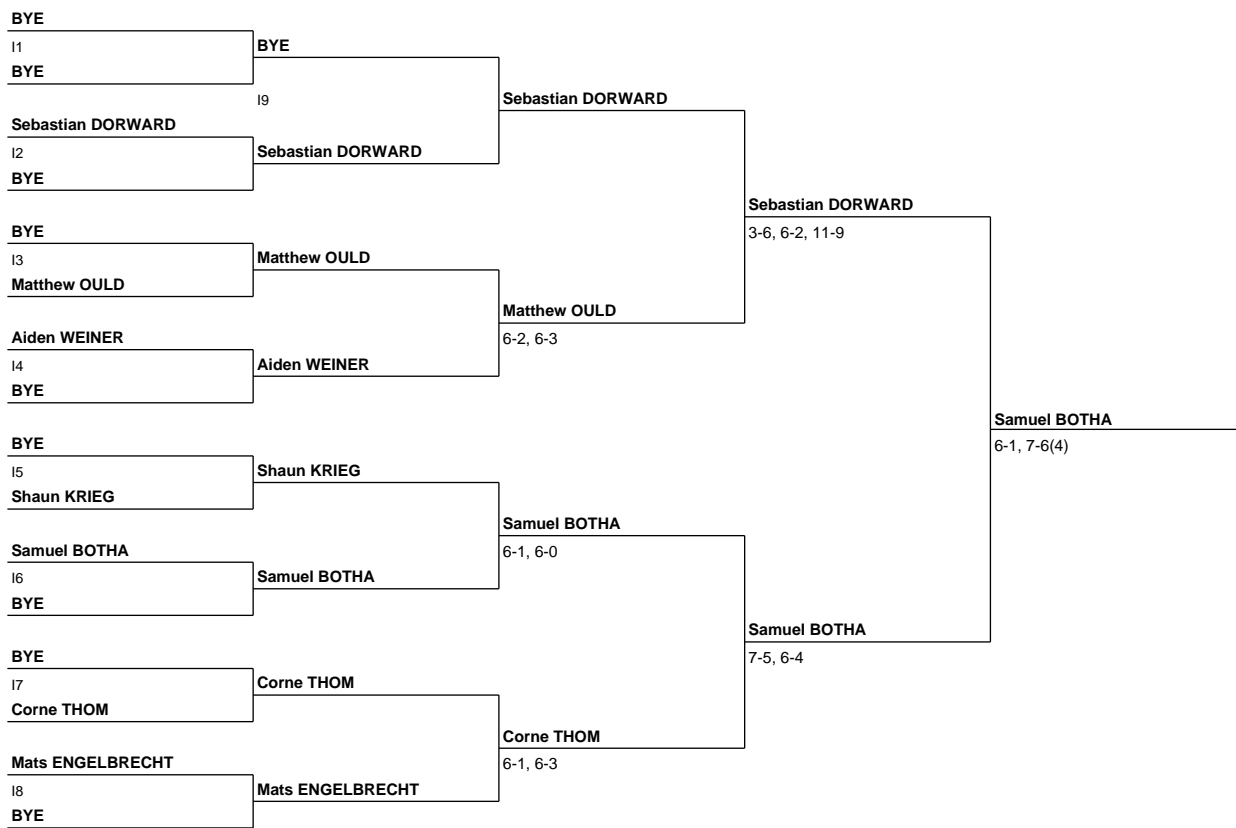 BYE
I1
BYE
BYE
I9
Sebastian DORWARD
Sebastian DORWARD
I2
Sebastian DORWARD
BYE
Sebastian DORWARD
3-6, 6-2, 11-9
BYE
I3
Matthew OULD
Matthew OULD
Matthew OULD
6-2, 6-3
Aiden WEINER
I4
Aiden WEINER
BYE
Samuel BOTHA
6-1, 7-6(4)
BYE
I5
Shaun KRIEG
Shaun KRIEG
Samuel BOTHA
6-1, 6-0
Samuel BOTHA
I6
Samuel BOTHA
BYE
Samuel BOTHA
7-5, 6-4
BYE
I7
Corne THOM
Corne THOM
Corne THOM
6-1, 6-3
Mats ENGELBRECHT
I8
Mats ENGELBRECHT
BYE